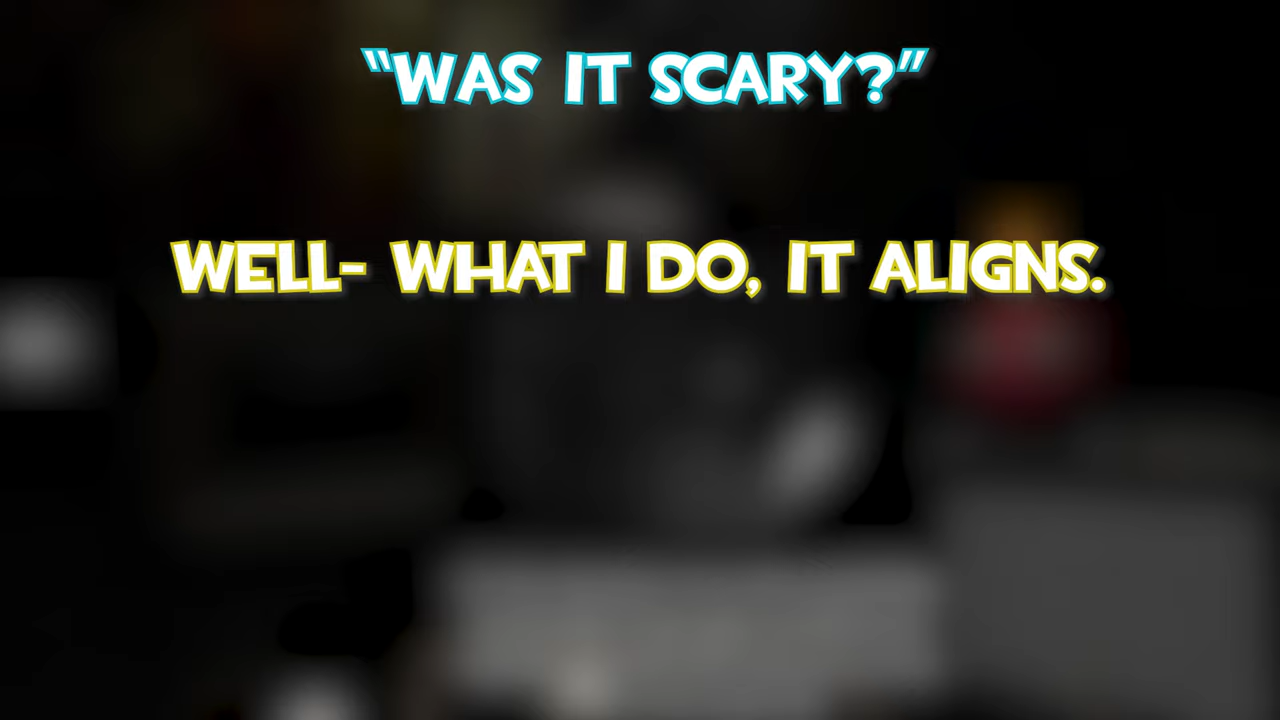 “WAS IT SCARY?”
WELL- WHAT I DO, IT ALIGNS.